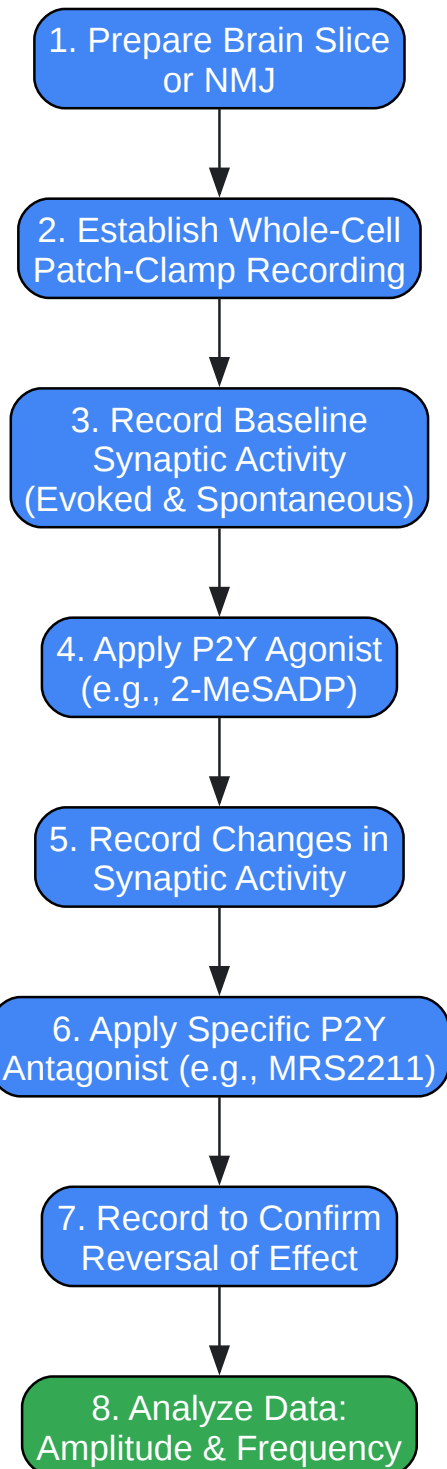 1. Prepare Brain Slice
or NMJ
2. Establish Whole-Cell
Patch-Clamp Recording
3. Record Baseline
Synaptic Activity
(Evoked & Spontaneous)
4. Apply P2Y Agonist
(e.g., 2-MeSADP)
5. Record Changes in
Synaptic Activity
6. Apply Specific P2Y
Antagonist (e.g., MRS2211)
7. Record to Confirm
Reversal of Effect
8. Analyze Data:
Amplitude & Frequency